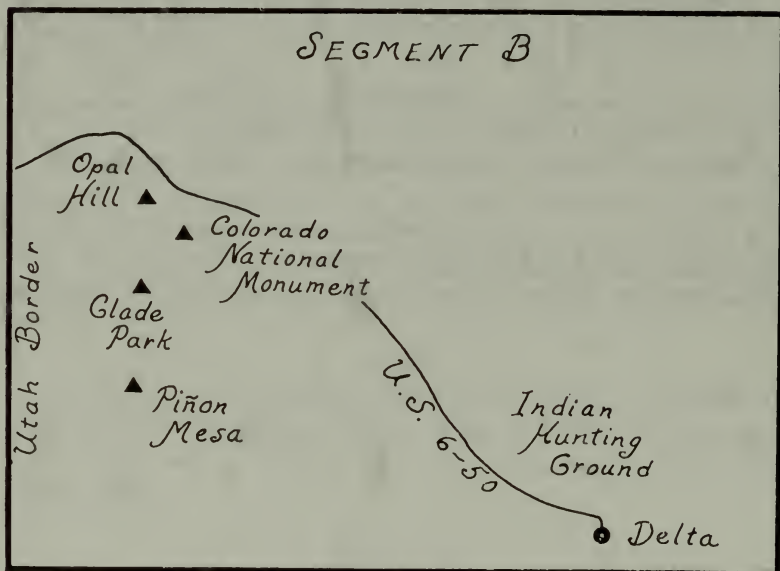 SEGMENT B
Opal
Hill
Colorado
National
Monument
Glade
Park
Utah Border
Piñon
Mesa
U.S. 6-50
Indian
Hunting
Ground
Delta